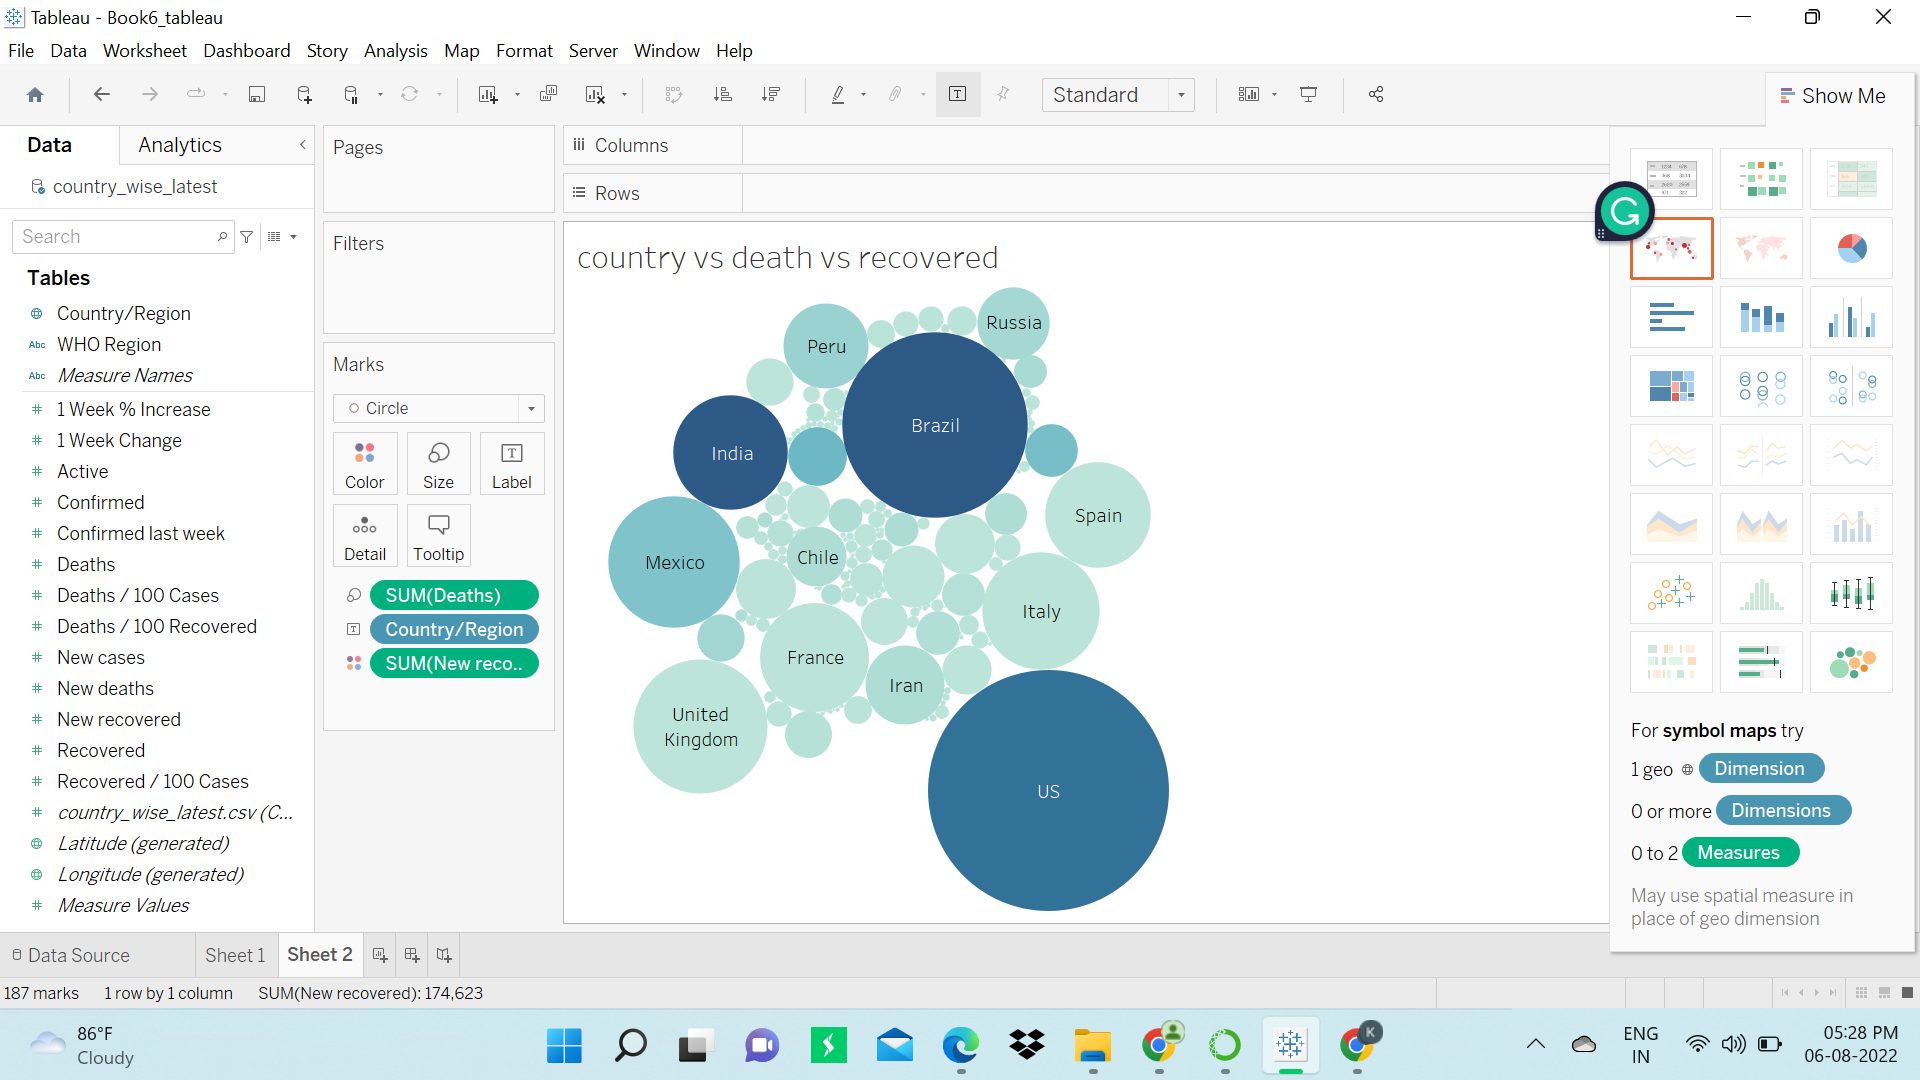 Tableau - Book6_tableau
File Data Worksheet Dashboard Story Analysis Map Format Server Window Help
Standard
Show Me
Data
Analytics
country_wise_latest
Search
Tables
Country/Region
Abc WHO Region
Abc Measure Names
1 Week % Increase
1 Week Change
Active
Confirmed
Confirmed last week
Deaths
Deaths / 100 Cases
Deaths / 100 Recovered
New cases
New deaths
New recovered
Recovered
Recovered / 100 Cases
country_wise_latest.csv (C...
Latitude (generated)
Longitude (generated)
Measure Values
Pages
Filters
Marks
Circle
Color
Size
Label
Detail
Tooltip
SUM(Deaths)
Country/Region
SUM(New reco..
Columns
Rows
country vs death vs recovered
Russia
Peru
Brazil
India
Spain
Mexico
Chile
Italy
France
Iran
United
Kingdom
US
For symbol maps try
1 geo Dimension
0 or more Dimensions
0 to 2 Measures
May use spatial measure in
place of geo dimension
Data Source
Sheet 1
Sheet 2
187 marks
1 row by 1 column
SUM(New recovered): 174,623
86°F
Cloudy
K
ENG
IN
05:28 PM
06-08-2022